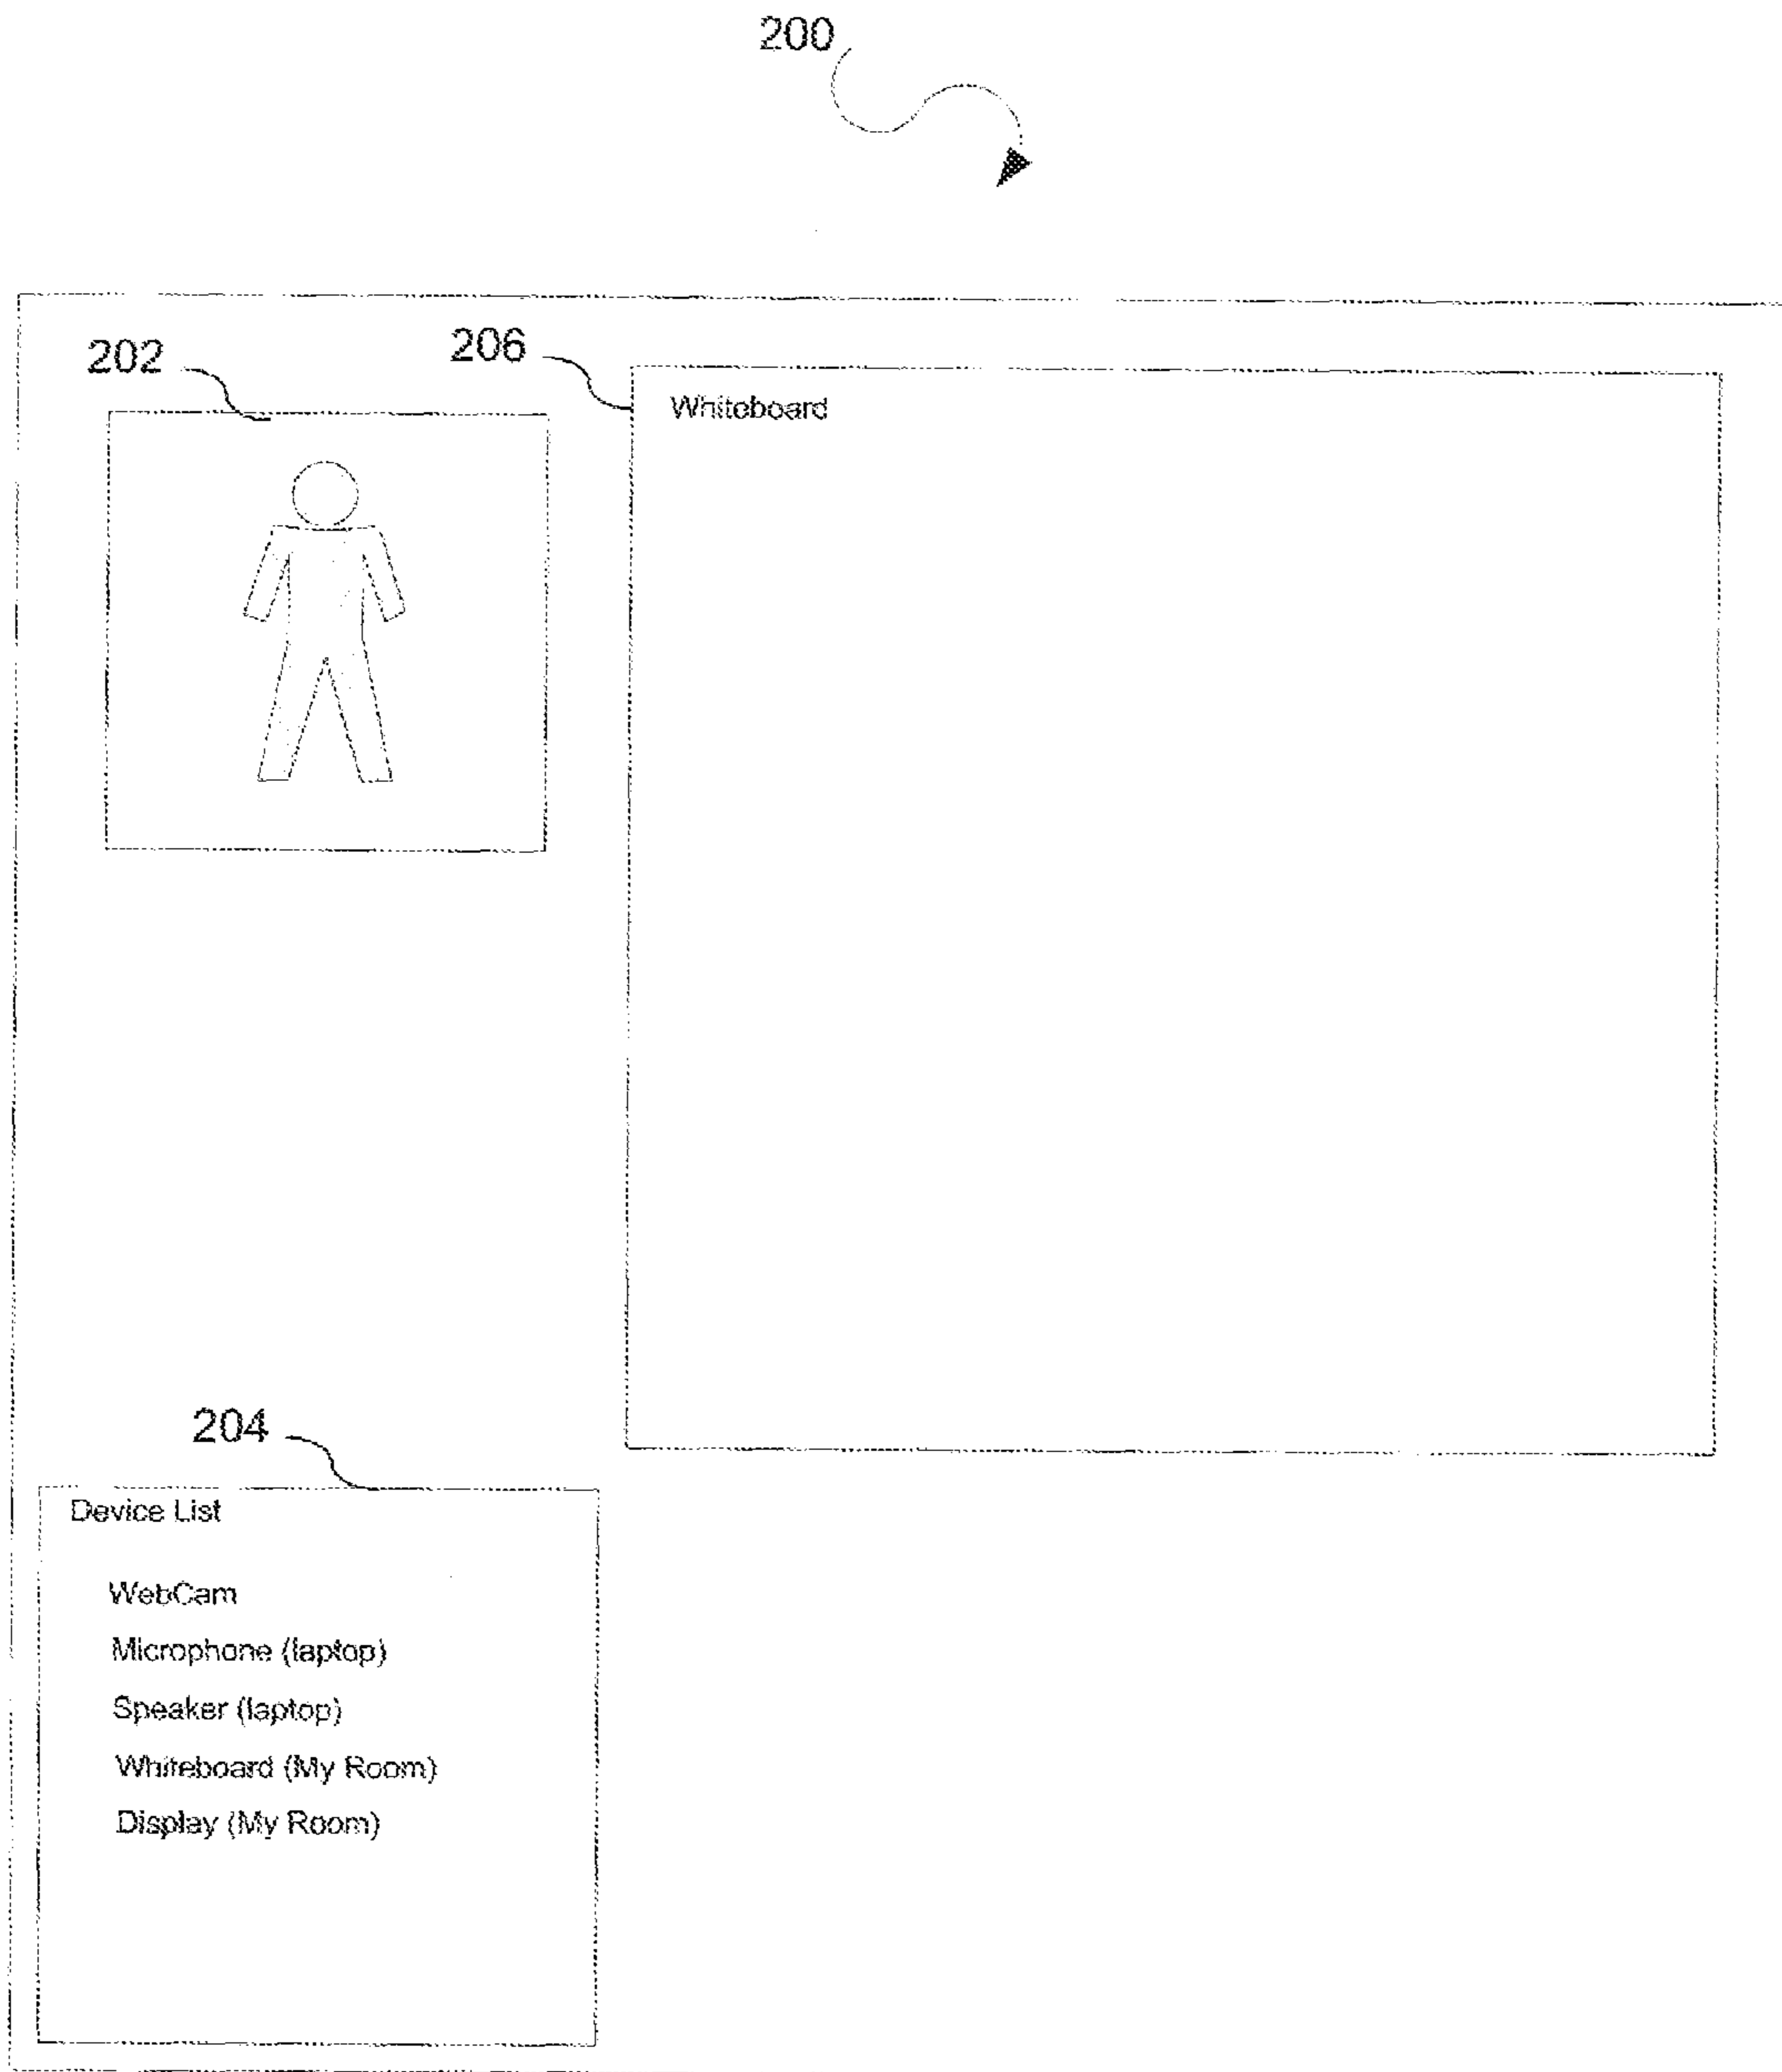 200
202
206
Whiteboard
204
Device List
WebCam
Microphone (laptop)
Speaker (laptop)
Whiteboard (My Room)
Display (My Room)